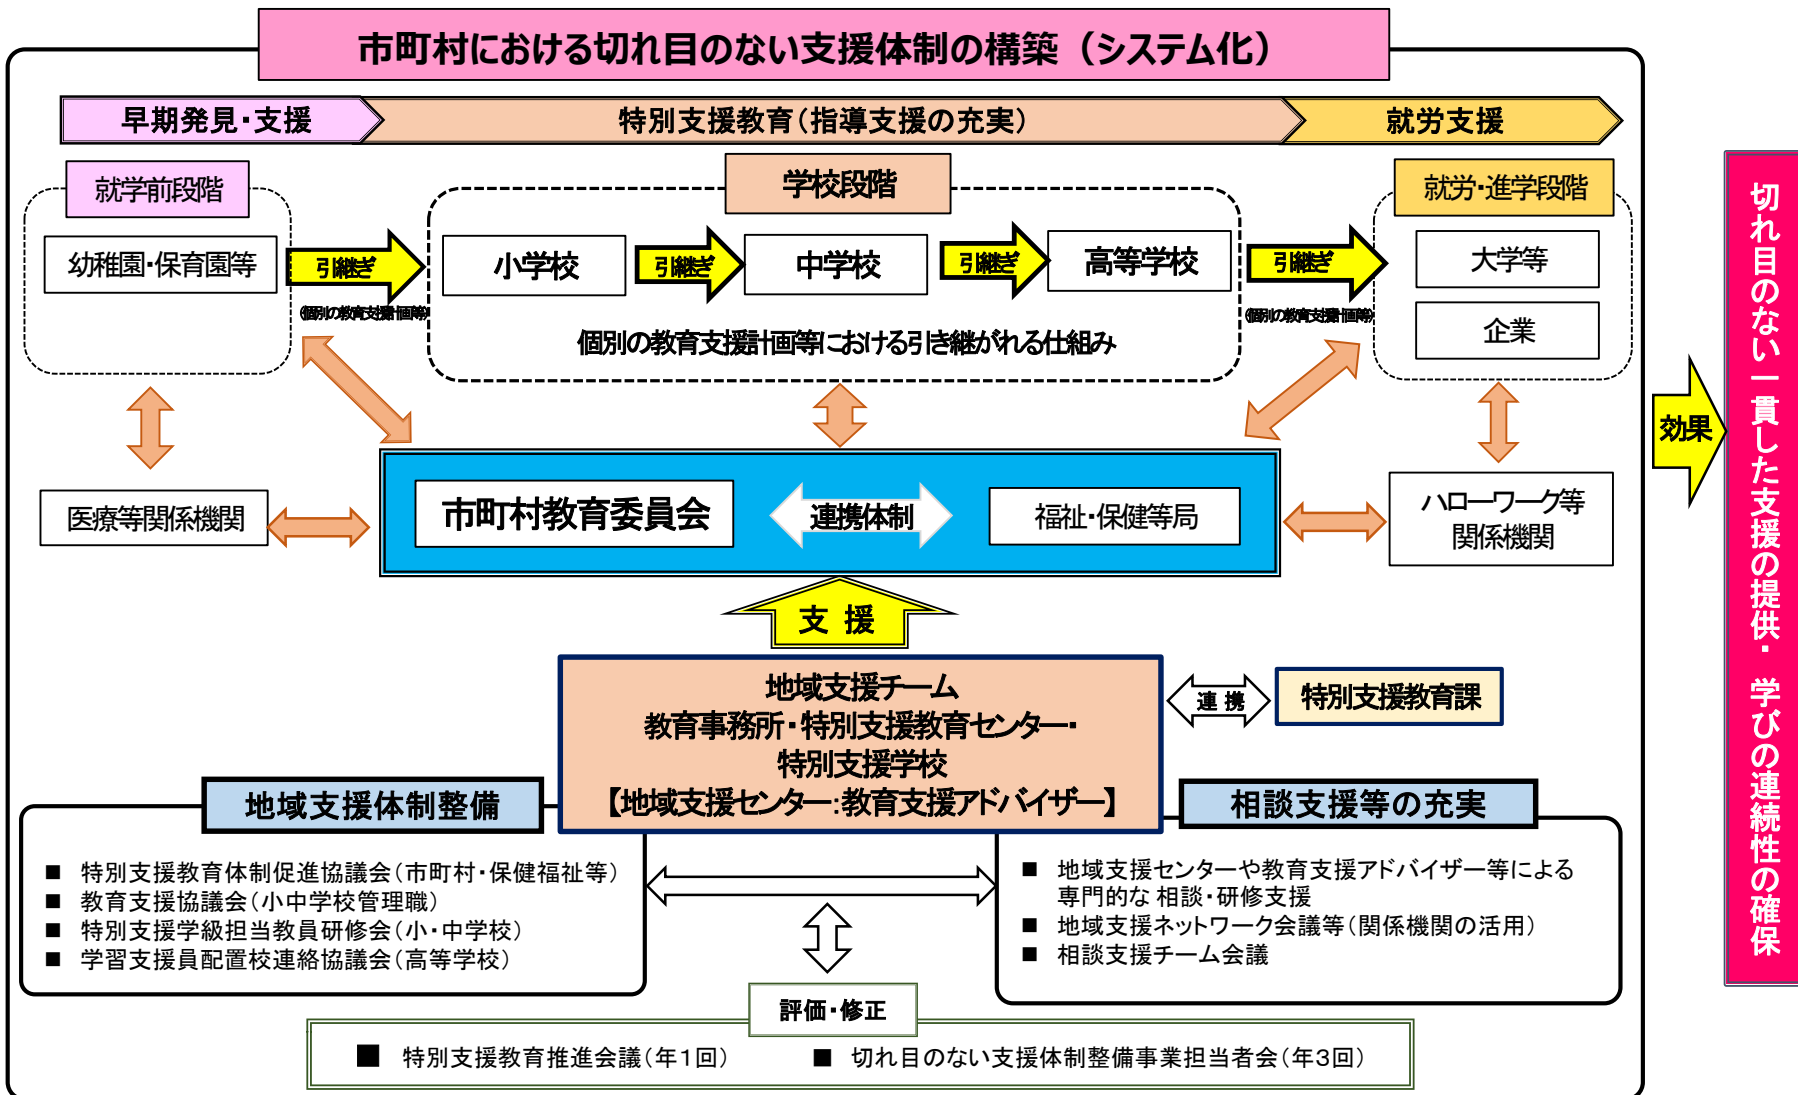 市町村における切れ目のない支援体制の構築（システム化）
早期発見・支援
特別支援教育（指導支援の充実）
就労支援
就学前段階
学校段階
就労・進学段階
幼稚園・保育園等
引継ぎ
(個別の教育支援計画等)
小学校
引継ぎ
中学校
引継ぎ
高等学校
引継ぎ
(個別の教育支援計画等)
大学等
企業
個別の教育支援計画等における引き継がれる仕組み
医療等関係機関
市町村教育委員会
連携体制
福祉・保健等局
ハローワーク等
関係機関
支 援
地域支援チーム
教育事務所・特別支援教育センター・
特別支援学校
【地域支援センター：教育支援アドバイザー】
連 携
特別支援教育課
地域支援体制整備
■ 特別支援教育体制促進協議会（市町村・保健福祉等）
■ 教育支援協議会（小中学校管理職）
■ 特別支援学級担当教員研修会（小・中学校）
■ 学習支援員配置校連絡協議会（高等学校）
相談支援等の充実
■ 地域支援センターや教育支援アドバイザー等による
専門的な 相談・研修支援
■ 地域支援ネットワーク会議等（関係機関の活用）
■ 相談支援チーム会議
評価・修正
■ 特別支援教育推進会議（年１回）
■ 切れ目のない支援体制整備事業担当者会（年３回）
効果
切れ目のない一貫した支援の提供・ 学びの連続性の確保